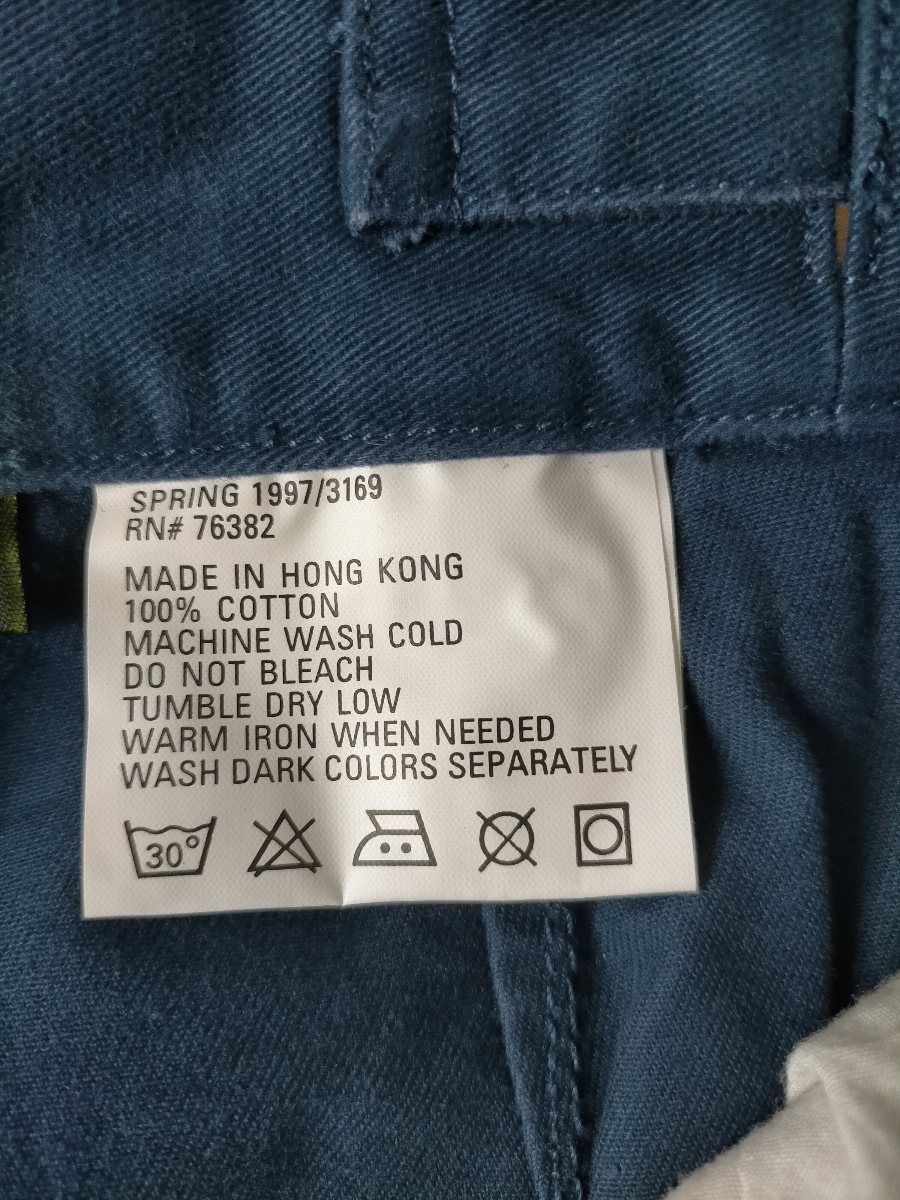 SPRING 1997/3169
RN# 76382
MADE IN HONG KONG
100% COTTON
MACHINE WASH COLD
DO NOT BLEACH
TUMBLE DRY LOW
WARM IRON WHEN NEEDED
WASH DARK COLORS SEPARATELY
30°